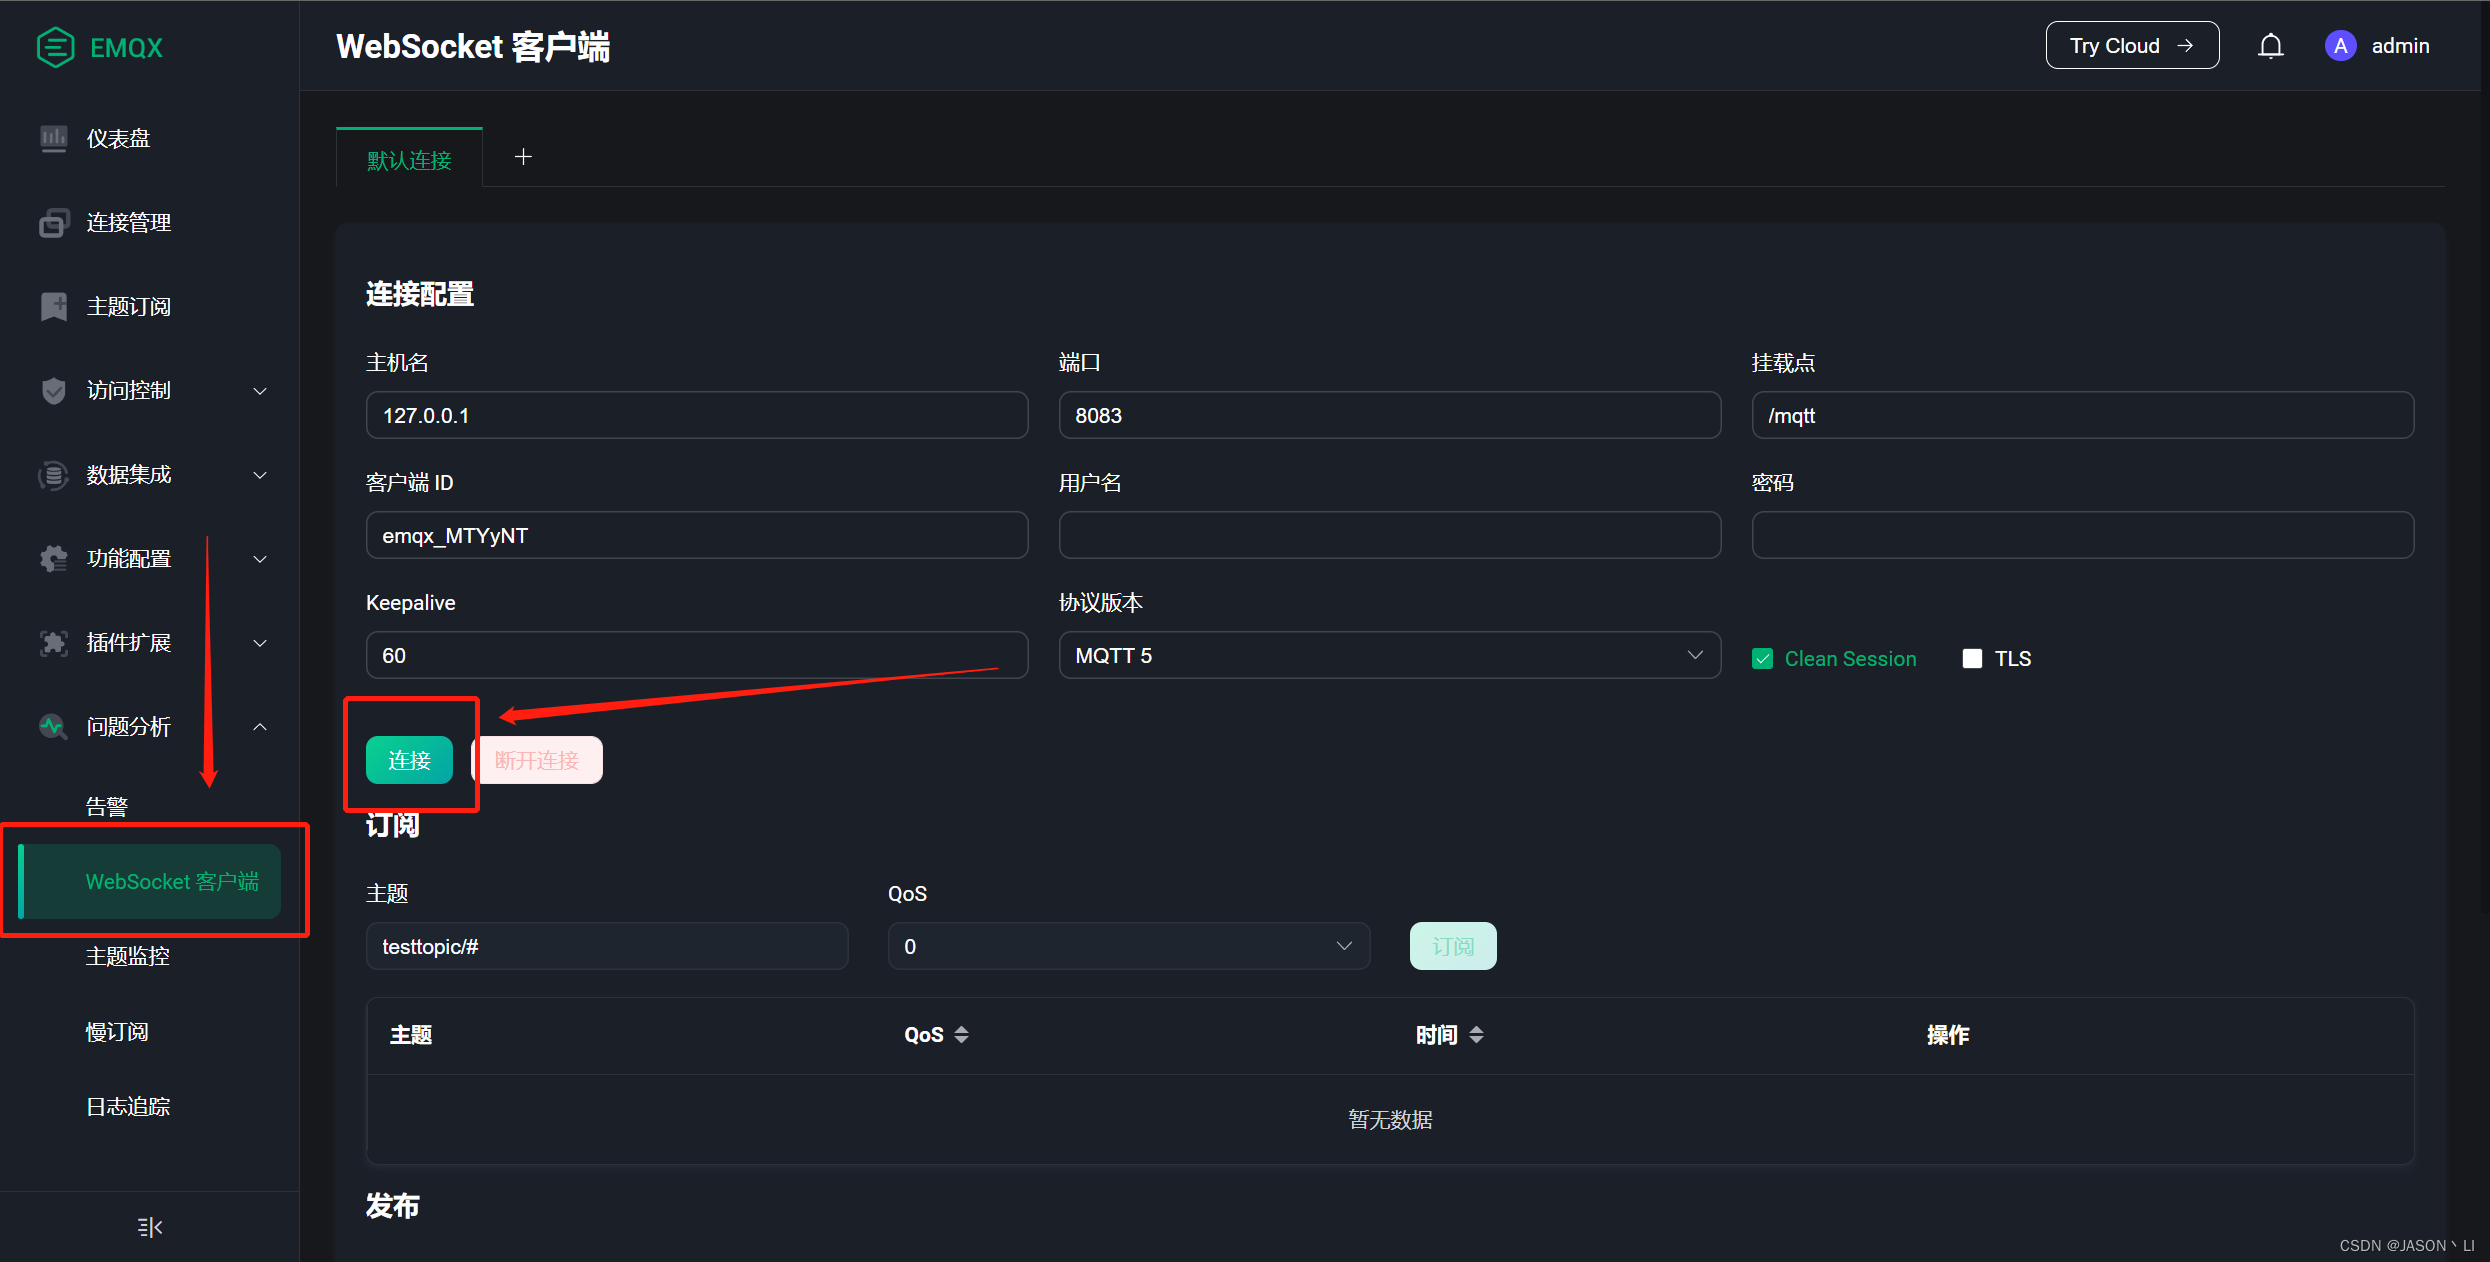 EMQX
WebSocket 客户端
Try Cloud
A admin
仪表盘
连接管理
主题订阅
访问控制
数据集成
功能配置
插件扩展
问题分析
告警
WebSocket 客户端
主题监控
慢订阅
日志追踪
默认连接
连接配置
主机名 端口 挂载点
127.0.0.1 8083 /mqtt
客户端 ID 用户名 密码
emqx_MTYyNT
Keepalive 协议版本
60 MQTT 5 Clean Session TLS
连接 断开连接
订阅
主题 QoS
testtopic/# 0 订阅
主题 QoS 时间 操作
暂无数据
发布
CSDN @JASON丶LI